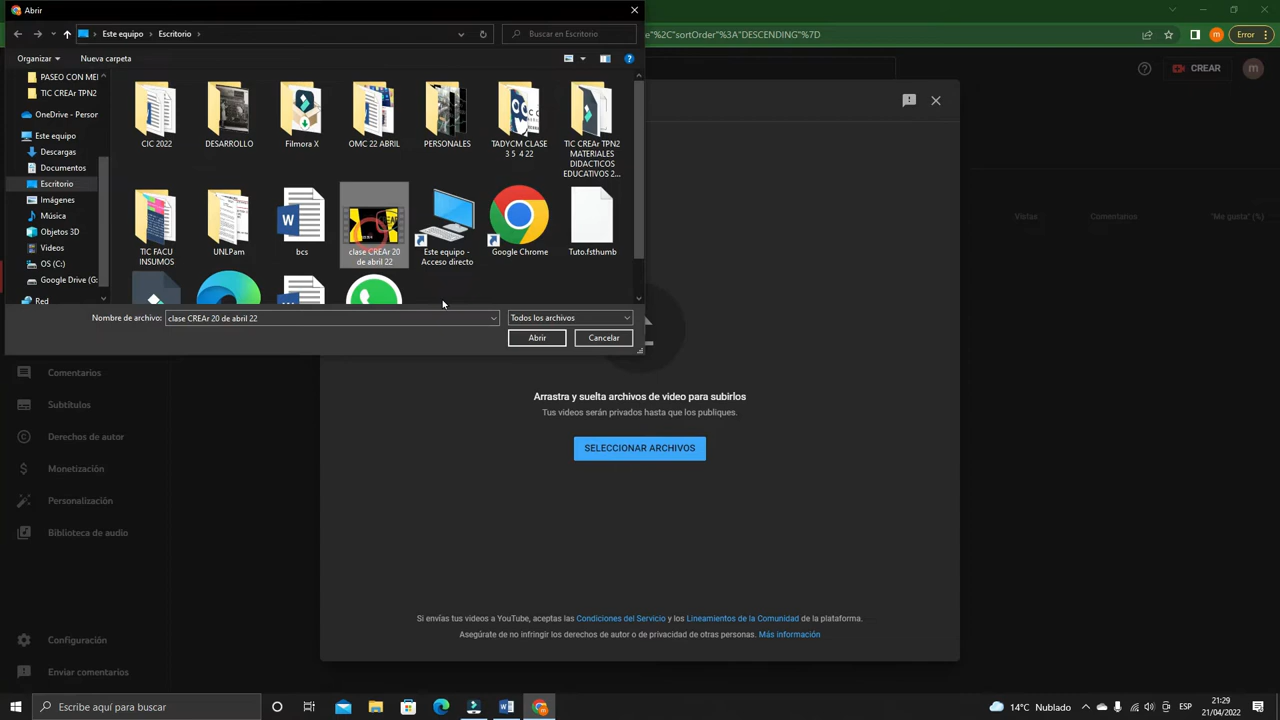 Abrir
e"%2C"sortOrder"%3A"DESCENDING"%7D
m
Error
Este equipo
Escritorio
Buscar en Escritorio
Organizar
Nueva carpeta
?
CREAR
m
PASEO CON MEI
TIC CREAr TPN2
OneDrive - Person
Este equipo
Descargas
Documentos
Escritorio
Imágenes
Música
Objetos 3D
Videos
OS (C:)
Google Drive (G:
Red
CIC 2022
DESARROLLO
Filmora X
OMC 22 ABRIL
PERSONALES
TADYCM CLASE
3 5 4 22
TIC CREAr TPN2
MATERIALES
DIDACTICOS
EDUCATIVOS 2...
TIC FACU
INSUMOS
UNLPam
bcs
clase CREAr 20
de abril 22
Este equipo -
Acceso directo
Google Chrome
Tuto.fsthumb
Nombre de archivo:
clase CREAr 20 de abril 22
Todos los archivos
Abrir
Cancelar
Vistas
Comentarios
"Me gusta" (%)
Comentarios
Subtítulos
Derechos de autor
Monetización
Personalización
Biblioteca de audio
Configuración
Enviar comentarios
Arrastra y suelta archivos de video para subirlos
Tus videos serán privados hasta que los publiques.
SELECCIONAR ARCHIVOS
Si envías tus videos a YouTube, aceptas las Condiciones del Servicio y los Lineamientos de la Comunidad de la plataforma.
Asegúrate de no infringir los derechos de autor o de privacidad de otras personas. Más información
Escribe aquí para buscar
14°C Nublado
ESP
21:29
21/04/2022